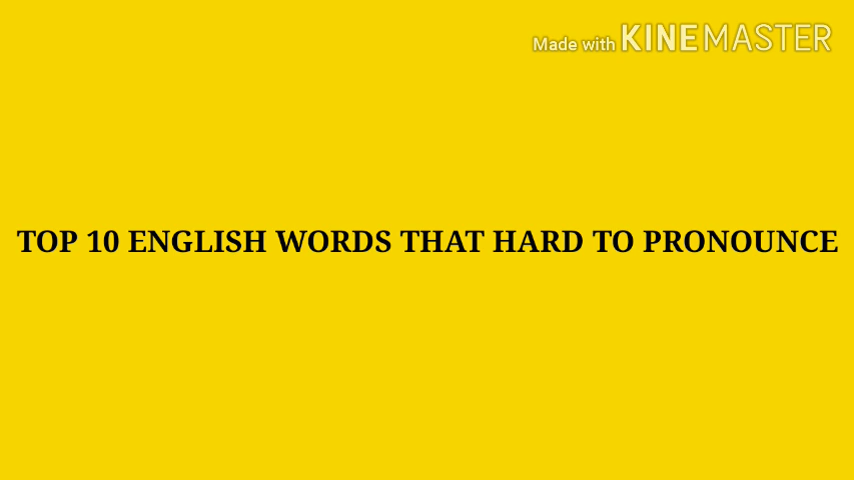 Made with KINEMASTER
TOP 10 ENGLISH WORDS THAT HARD TO PRONOUNCE